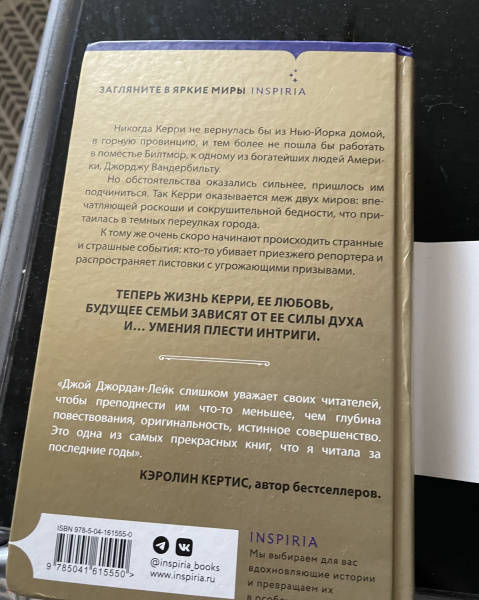 ЗАГЛЯНИТЕ В ЯРКИЕ МИРЫ INSPIRIA
Никогда Керри не вернулась бы из Нью-Йорка домой,
в горную провинцию, и тем более не пошла бы работать
в поместье Билтмор, к одному из богатейших людей Амери-
ки, Джорджу Вандербильту.
Но обстоятельства оказались сильнее, пришлось им
подчиниться. Так Керри оказывается меж двух миров: впе-
чатляющей роскоши и сокрушительной бедности, что при-
таилась в темных переулках города.
К тому же очень скоро начинают происходить странные
и страшные события: кто-то убивает приезжего репортера и
распространяет листовки с угрожающими призывами.
ТЕПЕРЬ ЖИЗНЬ КЕРРИ, ЕЕ ЛЮБОВЬ,
БУДУЩЕЕ СЕМЬИ ЗАВИСЯТ ОТ ЕЕ СИЛЫ ДУХА
И... УМЕНИЯ ПЛЕСТИ ИНТРИГИ.
«Джой Джордан-Лейк слишком уважает своих читателей,
чтобы преподнести им что-то меньшее, чем глубина
повествования, оригинальность, истинное совершенство.
Это одна из самых прекрасных книг, что я читала за
последние годы».
КЭРОЛИН КЕРТИС, автор бестселлеров.
ISBN 978-5-04-161555-0
9 785041 615550 >
@inspiria_books
www.inspiria.ru
INSPIRIA
Мы выбираем для вас
вдохновляющие истории
и превращаем их